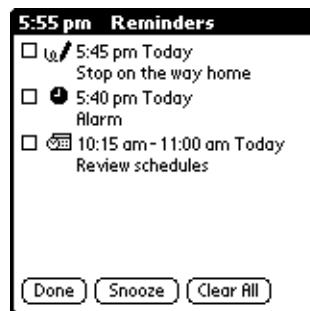 5:55 pm Reminders
5:45 pm Today
Stop on the way home
5:40 pm Today
Alarm
10:15 am - 11:00 am Today
Review schedules
Done Snooze Clear All